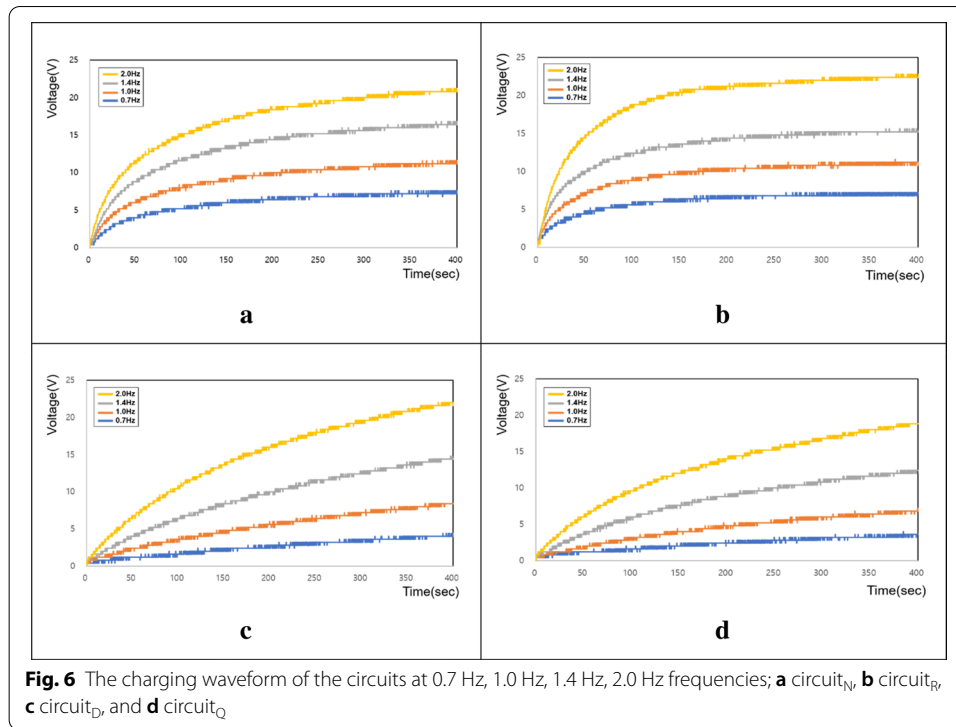 Voltage(V)
25
20
15
10
5
0
2.0Hz
1.4Hz
1.0Hz
0.7Hz
0 50 100 150 200 250 300 350 400
Time(sec)
a
Voltage(V)
25
20
15
10
5
0
2.0Hz
1.4Hz
1.0Hz
0.7Hz
0 50 100 150 200 250 300 350 400
Time(sec)
b
Voltage(V)
25
20
15
10
5
0
2.0Hz
1.4Hz
1.0Hz
0.7Hz
0 50 100 150 200 250 300 350 400
Time(sec)
c
Voltage(V)
25
20
15
10
5
0
2.0Hz
1.4Hz
1.0Hz
0.7Hz
0 50 100 150 200 250 300 350 400
Time(sec)
d
Fig. 6 The charging waveform of the circuits at 0.7 Hz, 1.0 Hz, 1.4 Hz, 2.0 Hz frequencies; a circuitN, b circuitR,
c circuitD, and d circuitQ